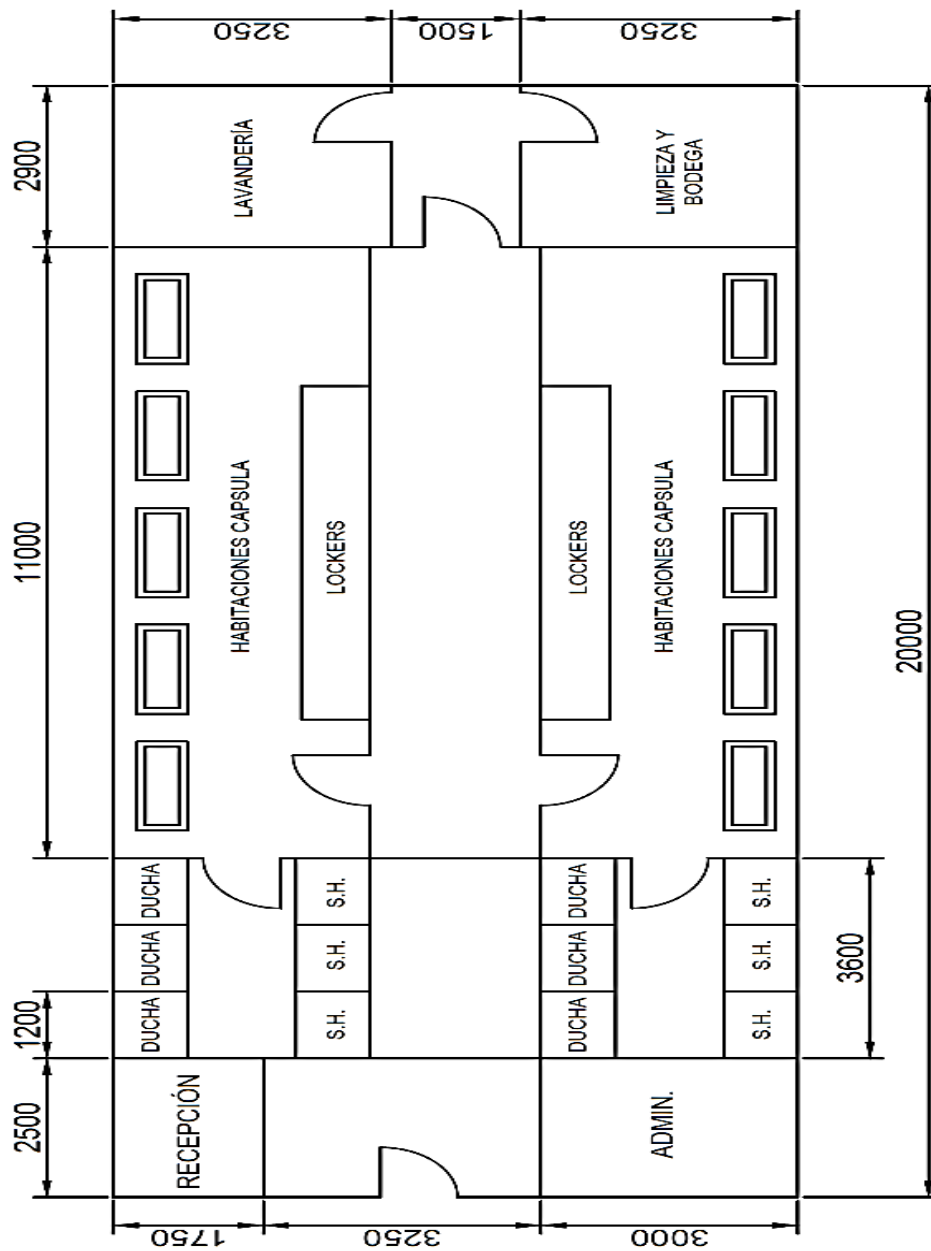 3250
1500
3250
2900
LAVANDERÍA
LIMPIEZA Y
BODEGA
11000
HABITACIONES CAPSULA
LOCKERS
LOCKERS
HABITACIONES CAPSULA
20000
1200
DUCHA
DUCHA
DUCHA
S.H.
S.H.
S.H.
DUCHA
DUCHA
DUCHA
S.H.
S.H.
S.H.
3600
2500
RECEPCIÓN
ADMIN.
1750
3250
3000